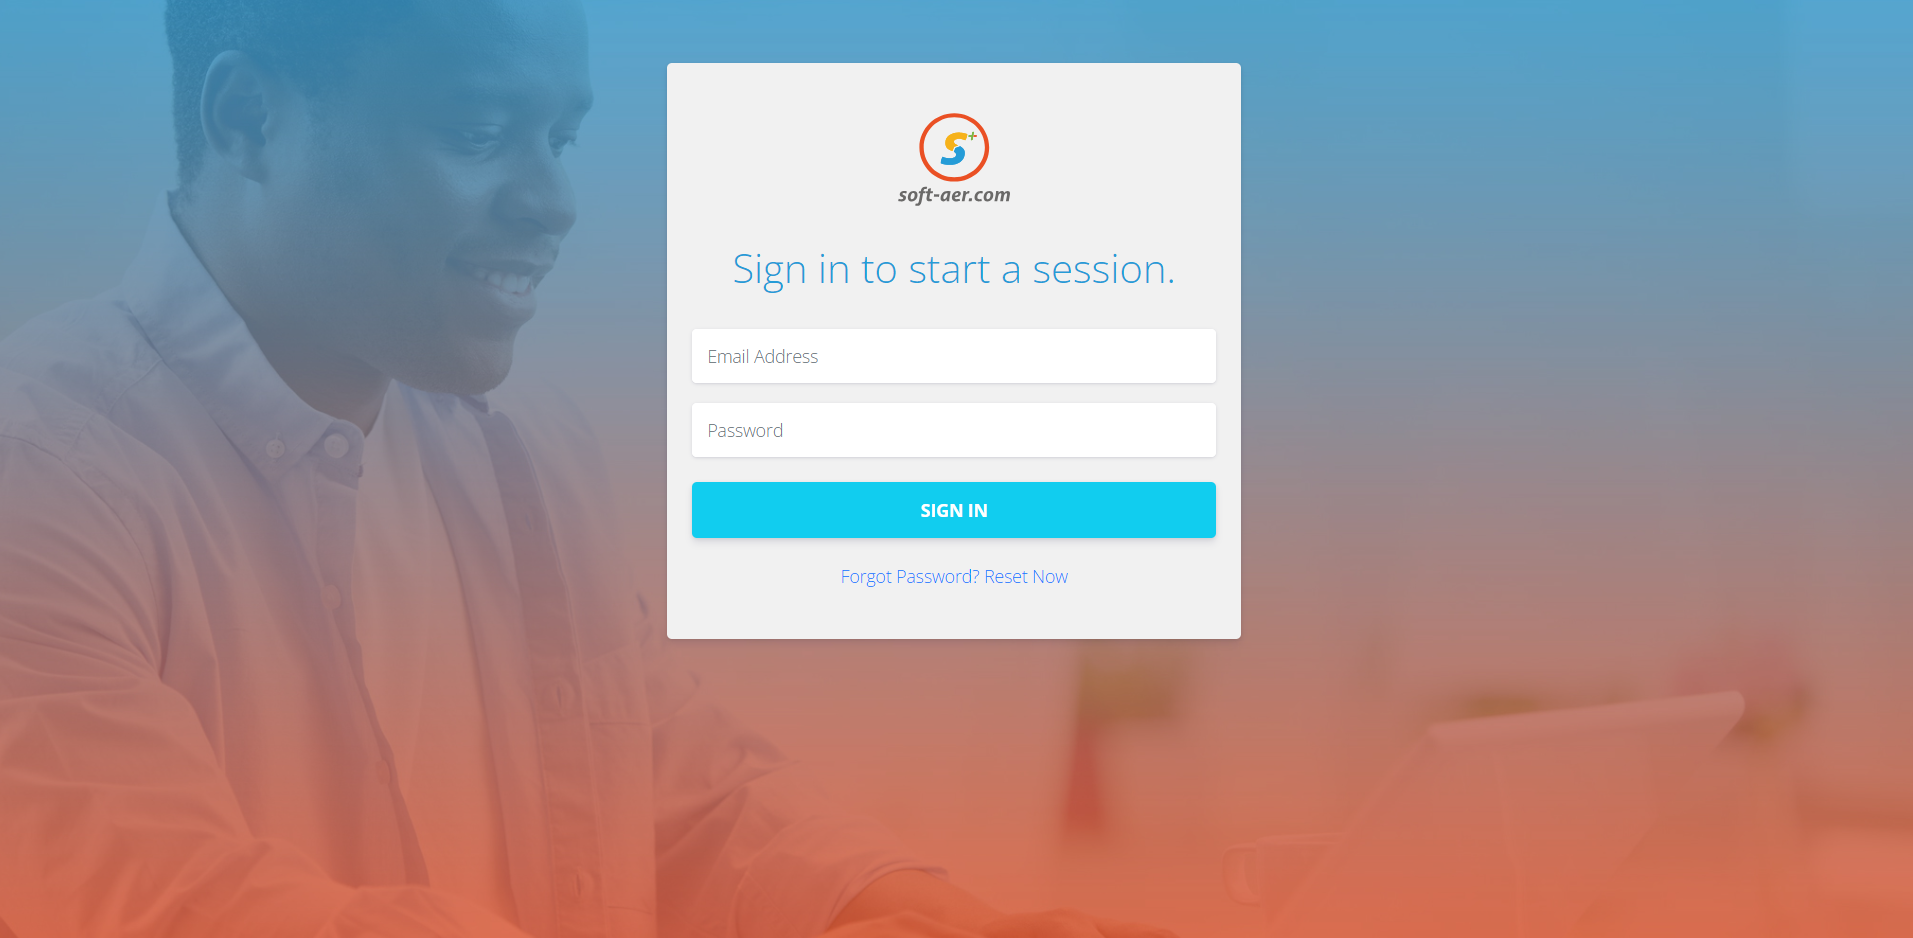 S+
soft-aer.com
Sign in to start a session.
Email Address
Password
SIGN IN
Forgot Password? Reset Now